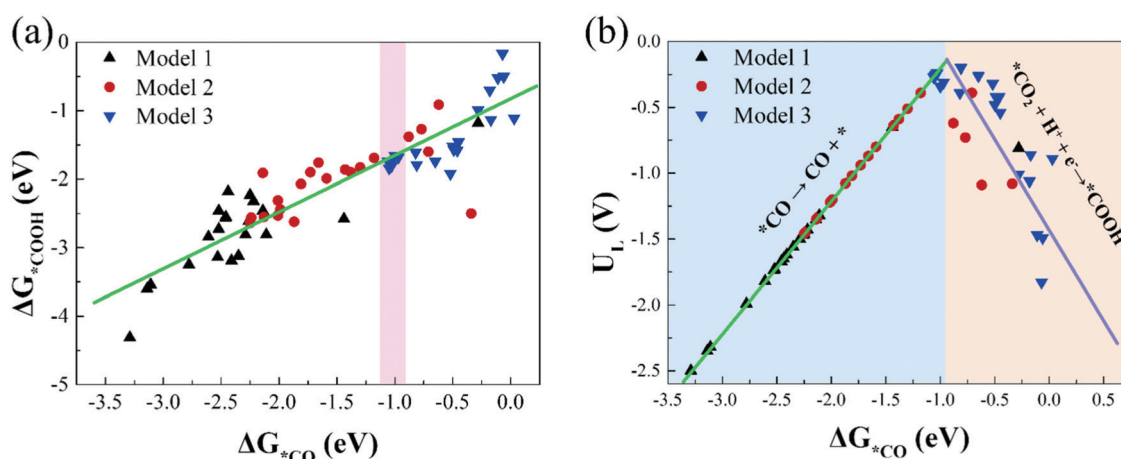 (a)
0
-1
-2
-3
-4
-5
ΔG*COOH (eV)
Model 1
Model 2
Model 3
-3.5 -3.0 -2.5 -2.0 -1.5 -1.0 -0.5 0.0
ΔG*CO (eV)
(b)
0.0
-0.5
-1.0
-1.5
-2.0
-2.5
UL (V)
Model 1
Model 2
Model 3
*CO → CO + *
*CO2 + H+ + e- → *COOH
-3.5 -3.0 -2.5 -2.0 -1.5 -1.0 -0.5 0.0 0.5
ΔG*CO (eV)